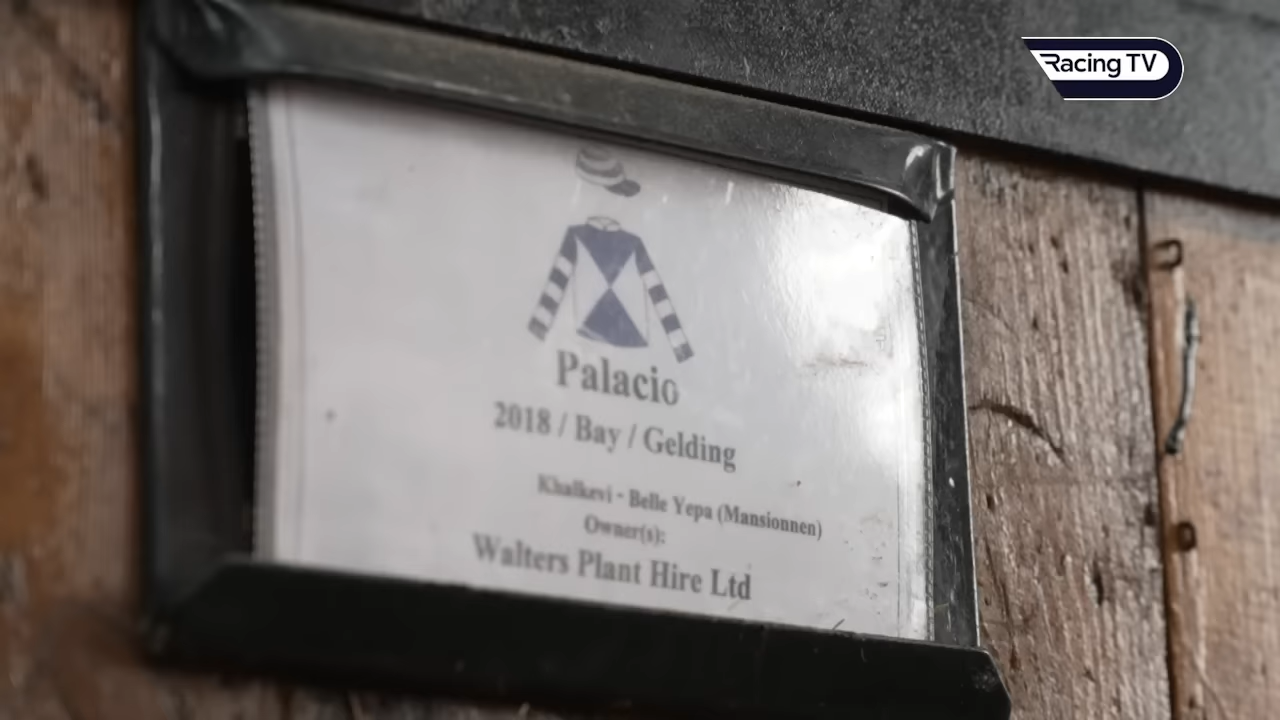 Racing TV
Palacio
2018 / Bay / Gelding
Khalkevi - Belle Yepa (Mansionnen)
Owner(s):
Walters Plant Hire Ltd